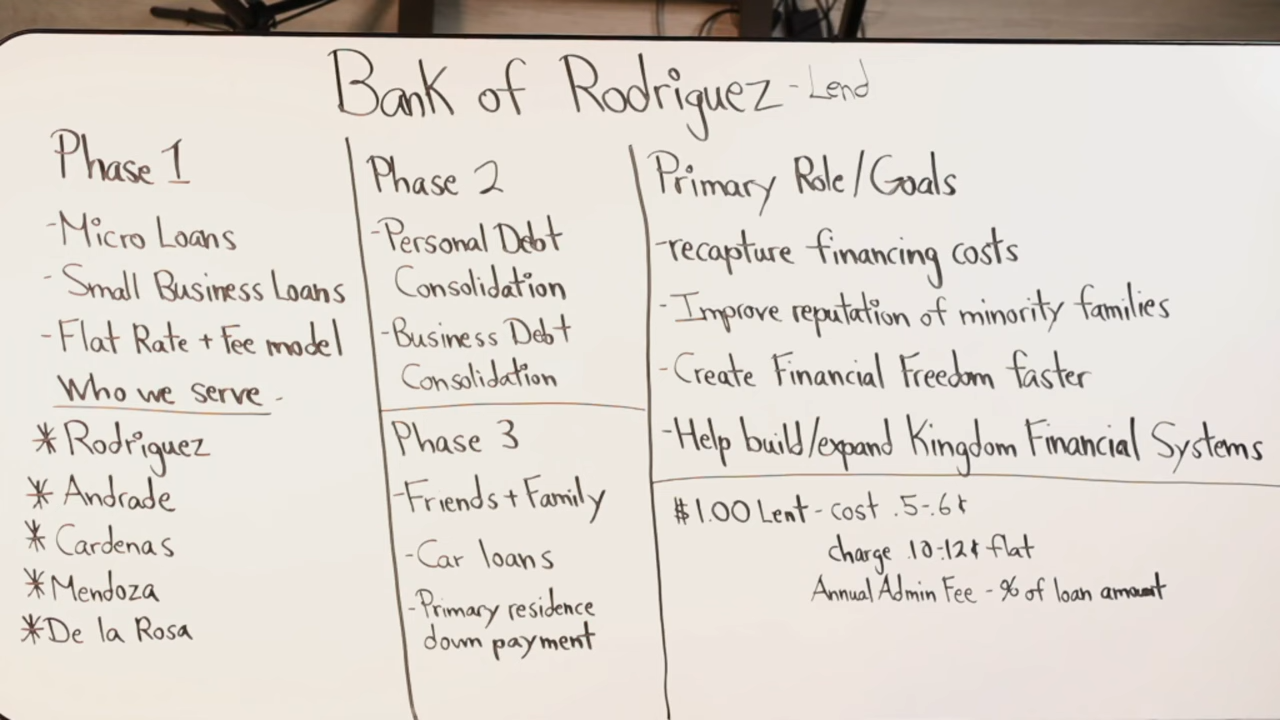 Bank of Rodriguez - Lend
Phase 1
- Micro Loans
- Small Business Loans
- Flat Rate + Fee model
Who we serve -
* Rodriguez
* Andrade
* Cardenas
* Mendoza
* De la Rosa
Phase 2
- Personal Debt
Consolidation
- Business Debt
Consolidation
Phase 3
- Friends + Family
- Car loans
- Primary residence
down payment
Primary Role/Goals
- recapture financing costs
- Improve reputation of minority families
- Create Financial Freedom faster
- Help build/expand Kingdom Financial Systems
$1.00 Lent - cost .5-.6¢
charge .10-.12¢ flat
Annual Admin Fee - % of loan amount